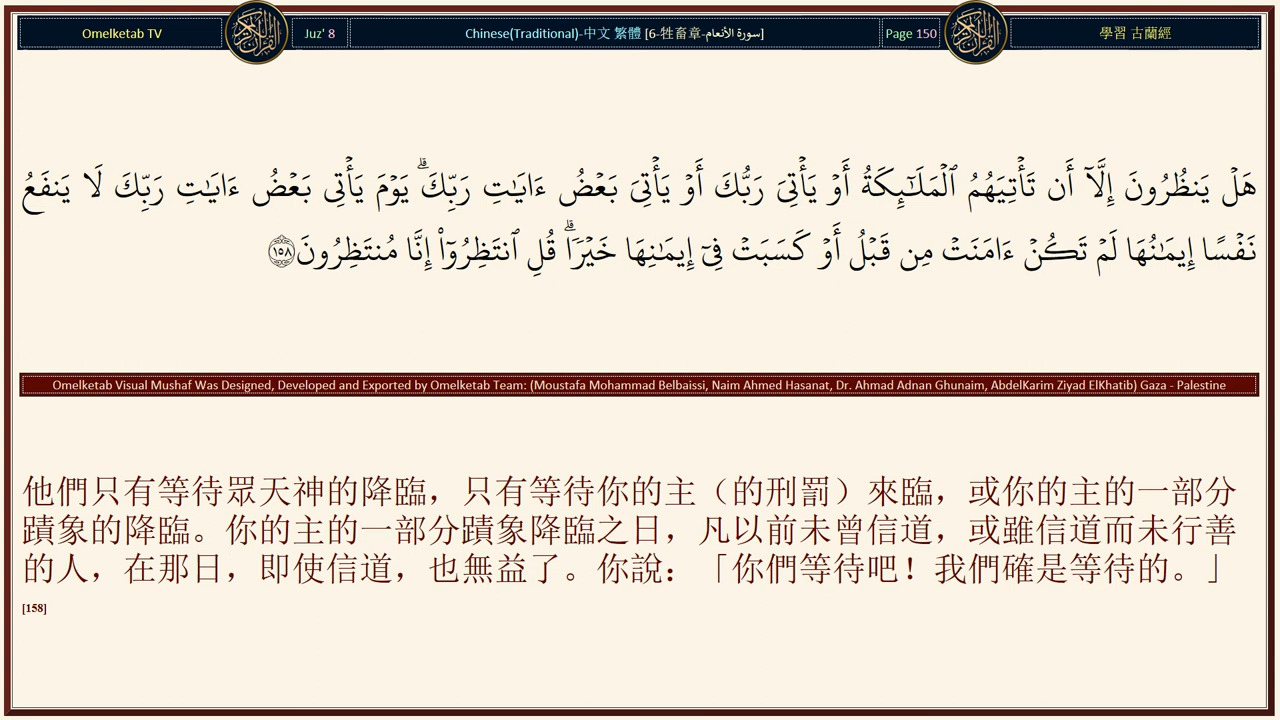 Omelketab TV
Juz' 8
Chinese(Traditional)-中文 繁體 [6-牲畜章-سورة الأنعام]
Page 150
學習 古蘭經
هَلۡ يَنظُرُونَ إِلَّآ أَن تَأۡتِيَهُمُ ٱلۡمَلَٰٓئِكَةُ أَوۡ يَأۡتِيَ رَبُّكَ أَوۡ يَأۡتِيَ بَعۡضُ ءَايَٰتِ رَبِّكَۗ يَوۡمَ يَأۡتِي بَعۡضُ ءَايَٰتِ رَبِّكَ لَا يَنفَعُ
نَفۡسًا إِيمَٰنُهَا لَمۡ تَكُنۡ ءَامَنَتۡ مِن قَبۡلُ أَوۡ كَسَبَتۡ فِيٓ إِيمَٰنِهَا خَيۡرٗاۗ قُلِ ٱنتَظِرُوٓاْ إِنَّا مُنتَظِرُونَ ١٥٨
Omelketab Visual Mushaf Was Designed, Developed and Exported by Omelketab Team: (Moustafa Mohammad Belbaissi, Naim Ahmed Hasanat, Dr. Ahmad Adnan Ghunaim, AbdelKarim Ziyad ElKhatib) Gaza - Palestine
他們只有等待眾天神的降臨，只有等待你的主（的刑罰）來臨，或你的主的一部分
蹟象的降臨。你的主的一部分蹟象降臨之日，凡以前未曾信道，或雖信道而未行善
的人，在那日，即使信道，也無益了。你說：「你們等待吧！我們確是等待的。」
[158]